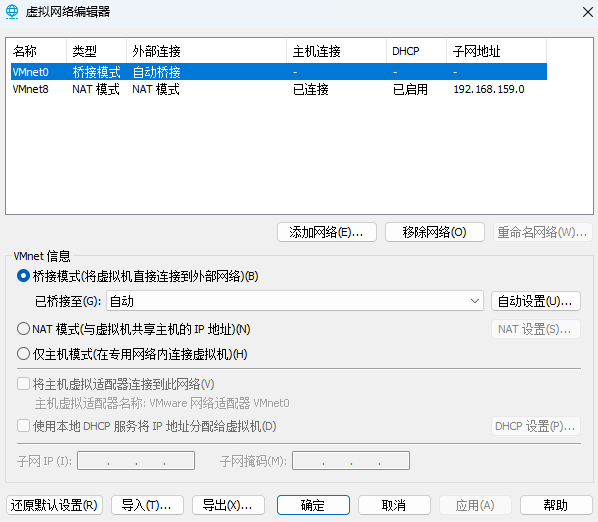 虚拟网络编辑器
名称 类型 外部连接 主机连接 DHCP 子网地址
VMnet0 桥接模式 自动桥接 - - -
VMnet8 NAT 模式 NAT 模式 已连接 已启用 192.168.159.0
添加网络(E)... 移除网络(O) 重命名网络(W)...
VMnet 信息
桥接模式(将虚拟机直接连接到外部网络)(B)
已桥接至(G): 自动 自动设置(U)...
NAT 模式(与虚拟机共享主机的 IP 地址)(N) NAT 设置(S)...
仅主机模式(在专用网络内连接虚拟机)(H)
将主机虚拟适配器连接到此网络(V)
主机虚拟适配器名称: VMware 网络适配器 VMnet0
使用本地 DHCP 服务将 IP 地址分配给虚拟机(D) DHCP 设置(P)...
子网 IP (I): . . . 子网掩码(M): . . .
还原默认设置(R) 导入(T)... 导出(X)... 确定 取消 应用(A) 帮助